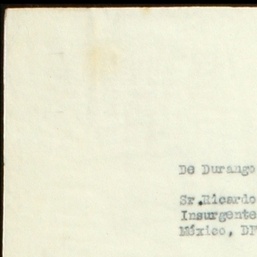 De Durango
Sr.Ricardo
Insurgente
México, DF